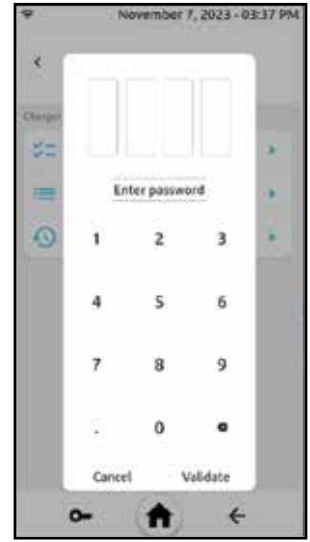 November 7, 2023 - 03:37 PM
Charger
Enter password
1 2 3
4 5 6
7 8 9
. 0
Cancel Validate